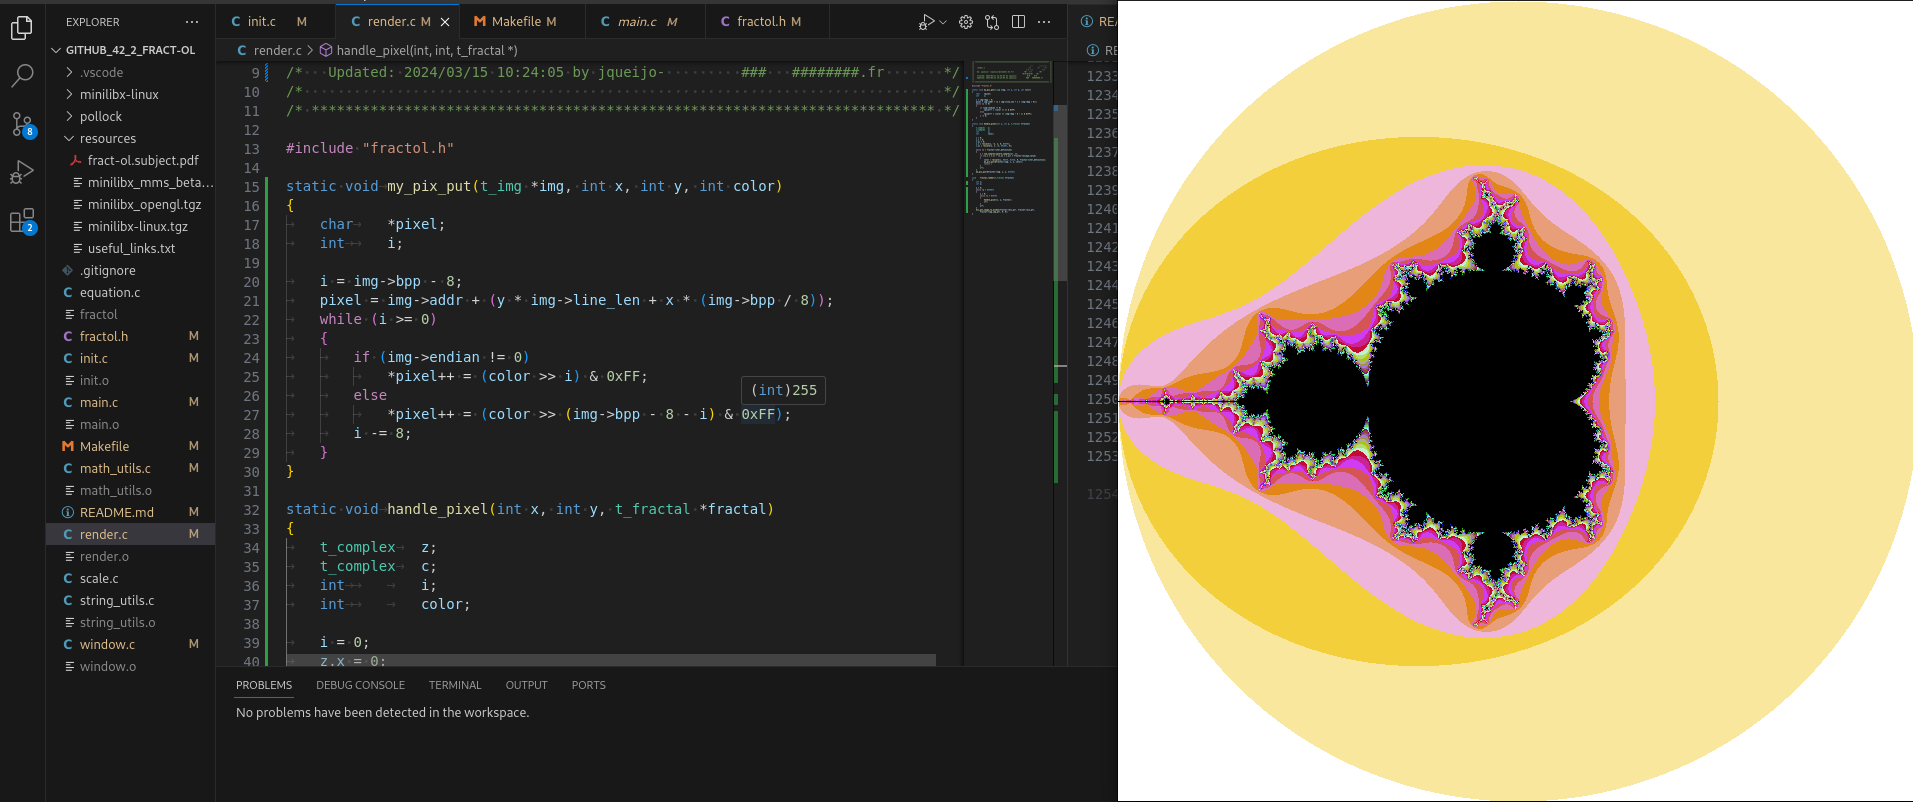 EXPLORER
GITHUB_42_2_FRACT-OL
.vscode
minilibx-linux
pollock
resources
fract-ol.subject.pdf
minilibx_mms_beta...
minilibx_opengl.tgz
minilibx-linux.tgz
useful_links.txt
.gitignore
equation.c
fractol
fractol.h M
init.c M
init.o
main.c M
main.o
Makefile M
math_utils.c M
math_utils.o
README.md M
render.c M
render.o
scale.c
string_utils.c
string_utils.o
window.c M
window.o
8
2
init.c M
render.c M
Makefile M
main.c M
fractol.h M
render.c > handle_pixel(int, int, t_fractal *)
9 /* Updated: 2024/03/15 10:24:05 by jqueijo- ### ########.fr */
10 /* */
11 /* ************************************************************************** */
12
13 #include "fractol.h"
14
15 static void my_pix_put(t_img *img, int x, int y, int color)
16 {
17 char *pixel;
18 int i;
19
20 i = img->bpp - 8;
21 pixel = img->addr + (y * img->line_len + x * (img->bpp / 8));
22 while (i >= 0)
23 {
24 if (img->endian != 0)
25 *pixel++ = (color >> i) & 0xFF;
26 else
27 *pixel++ = (color >> (img->bpp - 8 - i) & 0xFF);
28 i -= 8;
29 }
30 }
31
32 static void handle_pixel(int x, int y, t_fractal *fractal)
33 {
34 t_complex z;
35 t_complex c;
36 int i;
37 int color;
38
39 i = 0;
40 z.x = 0;
(int)255
PROBLEMS DEBUG CONSOLE TERMINAL OUTPUT PORTS
No problems have been detected in the workspace.
REA
RE
1233
1234
1235
1236
1237
1238
1239
1240
1241
1242
1243
1244
1245
1246
1247
1248
1249
1250
1251
1252
1253
1254